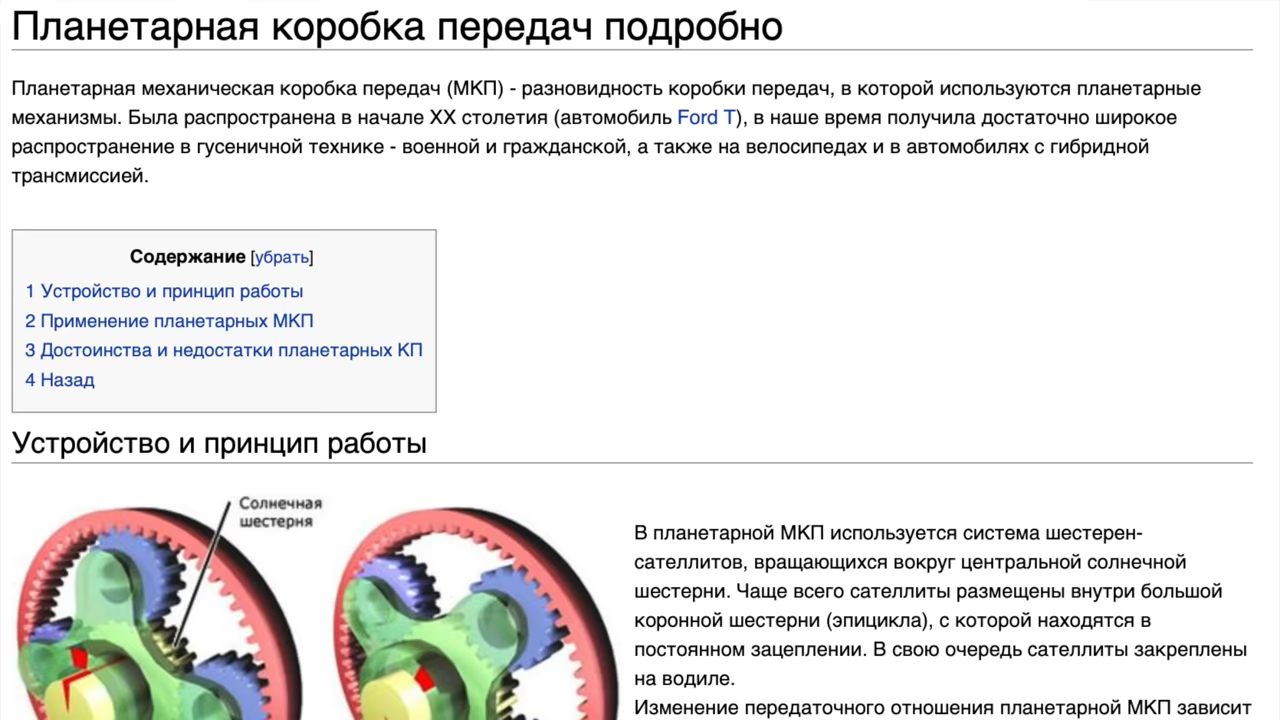 Планетарная коробка передач подробно
Планетарная механическая коробка передач (МКП) - разновидность коробки передач, в которой используются планетарные
механизмы. Была распространена в начале XX столетия (автомобиль Ford T), в наше время получила достаточно широкое
распространение в гусеничной технике - военной и гражданской, а также на велосипедах и в автомобилях с гибридной
трансмиссией.
Содержание [убрать]
1 Устройство и принцип работы
2 Применение планетарных МКП
3 Достоинства и недостатки планетарных КП
4 Назад
Устройство и принцип работы
Солнечная
шестерня
В планетарной МКП используется система шестерен-
сателлитов, вращающихся вокруг центральной солнечной
шестерни. Чаще всего сателлиты размещены внутри большой
коронной шестерни (эпицикла), с которой находятся в
постоянном зацеплении. В свою очередь сателлиты закреплены
на водиле.
Изменение передаточного отношения планетарной МКП зависит